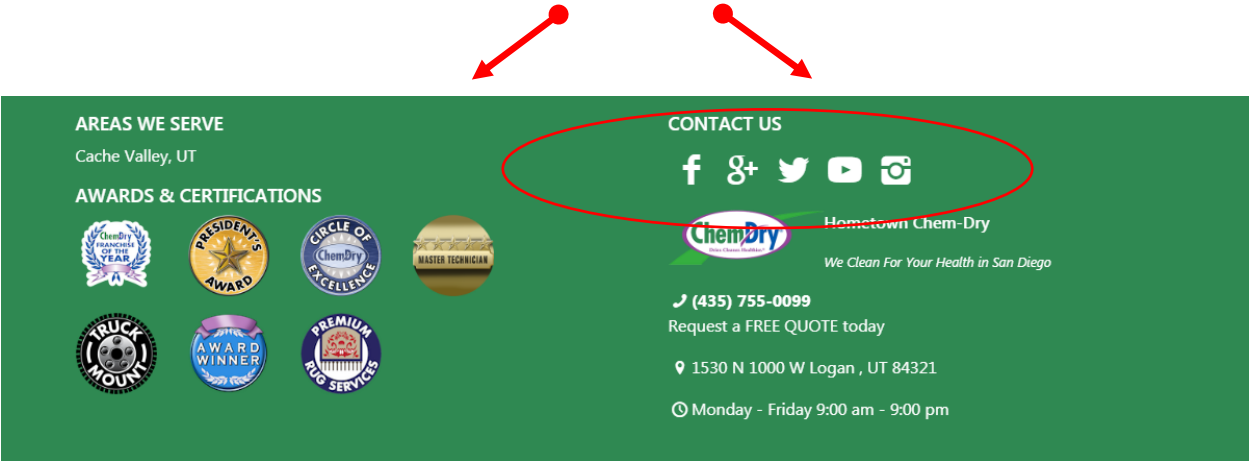 AREAS WE SERVE
Cache Valley, UT
AWARDS & CERTIFICATIONS
ChemDry
FRANCHISE
OF THE
YEAR
PRESIDENT'S
AWARD
CIRCLE OF
ChemDry
EXCELLENCE
MASTER TECHNICIAN
TRUCK
MOUNT
AWARD
WINNER
PREMIUM
RUG SERVICES
CONTACT US
f g+
ChemDry
Drier. Cleaner. Healthier.
Hometown Chem-Dry
We Clean For Your Health in San Diego
(435) 755-0099
Request a FREE QUOTE today
1530 N 1000 W Logan , UT 84321
Monday - Friday 9:00 am - 9:00 pm